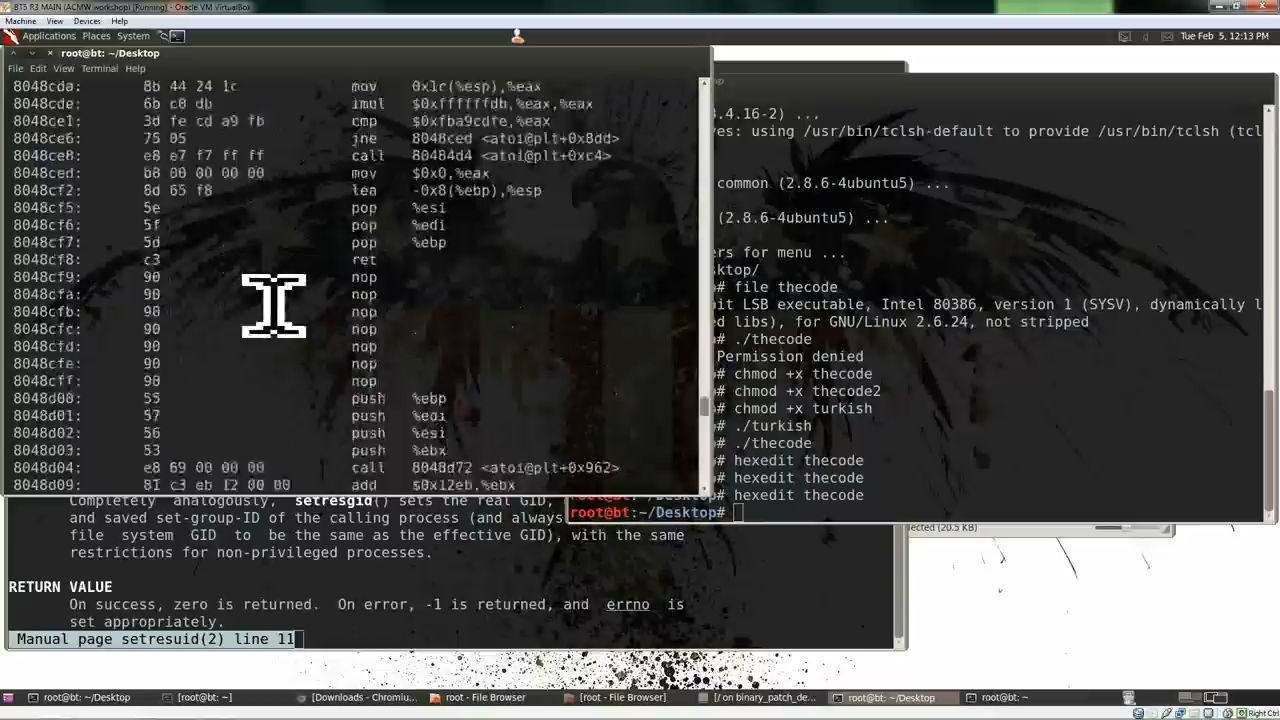 BT5 R3 MAIN (ACMW workshop) [Running] - Oracle VM VirtualBox
Machine View Devices Help
Applications Places System
Tue Feb 5, 12:13 PM
root@bt: ~/Desktop
File Edit View Terminal Help
8048cda: 8b 44 24 1c mov 0x1c(%esp),%eax
imul $0xffffffdb,%eax,%eax
8048ce1: 3d fe cd a9 fb cmp $0xfba9cdfe,%eax
8048ce6: 75 05 jne 8048ced <atoi@plt+0x8dd>
8048ce8: e8 e7 f7 ff ff call 80484d4 <atoi@plt+0xc4>
8048ced: b8 00 00 00 00 mov $0x0,%eax
8048cf2: 8d 65 f8 lea -0x8(%ebp),%esp
8048cf5: 5e pop %esi
8048cf6: 5f pop %edi
8048cf7: 5d pop %ebp
8048cf8: c3 ret
8048cf9: 90 nop
8048cfa: 90 nop
8048cfb: 90 nop
8048cfc: 90 nop
8048cfd: 90 nop
8048cfe: 90 nop
8048cff: 90 nop
8048d00: 55 push %ebp
8048d01: 57 push %edi
8048d02: 56 push %esi
8048d03: 53 push %ebx
8048d04: e8 69 00 00 00 call 8048d72 <atoi@plt+0x962>
8048d09: 81 c3 eb 12 00 00 add $0x12eb,%ebx
.4.16-2) ...
ves: using /usr/bin/tclsh-default to provide /usr/bin/tclsh (tcl
common (2.8.6-4ubuntu5) ...
(2.8.6-4ubuntu5) ...
ers for menu ...
sktop/
# file thecode
it LSB executable, Intel 80386, version 1 (SYSV), dynamically l
ed libs), for GNU/Linux 2.6.24, not stripped
# ./thecode
Permission denied
# chmod +x thecode
# chmod +x thecode2
# chmod +x turkish
# ./turkish
# ./thecode
# hexedit thecode
# hexedit thecode
# hexedit thecode
root@bt:~/Desktop#
Completely analogously, setresgid() sets the real GID,
and saved set-group-ID of the calling process (and always
file system GID to be the same as the effective GID), with the same
restrictions for non-privileged processes.
RETURN VALUE
On success, zero is returned. On error, -1 is returned, and errno is
set appropriately.
Manual page setresuid(2) line 11
ected (20.5 KB)
root@bt: ~/Desktop
[root@bt: ~]
[Downloads - Chromiu...
root - File Browser
[root - File Browser]
[/ on binary_patch_de...
root@bt: ~/Desktop
root@bt: ~
Right Ctrl